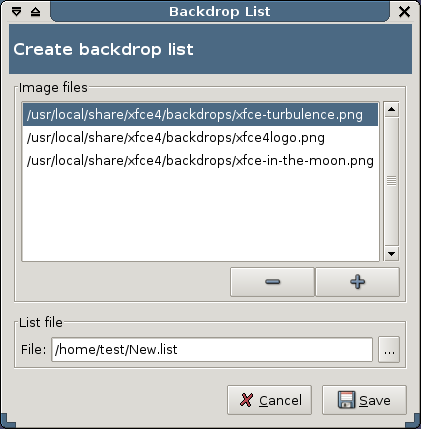 Backdrop List
Create backdrop list
Image files
/usr/local/share/xfce4/backdrops/xfce-turbulence.png
/usr/local/share/xfce4/backdrops/xfce4logo.png
/usr/local/share/xfce4/backdrops/xfce-in-the-moon.png
List file
File: /home/test/New.list ...
Cancel Save